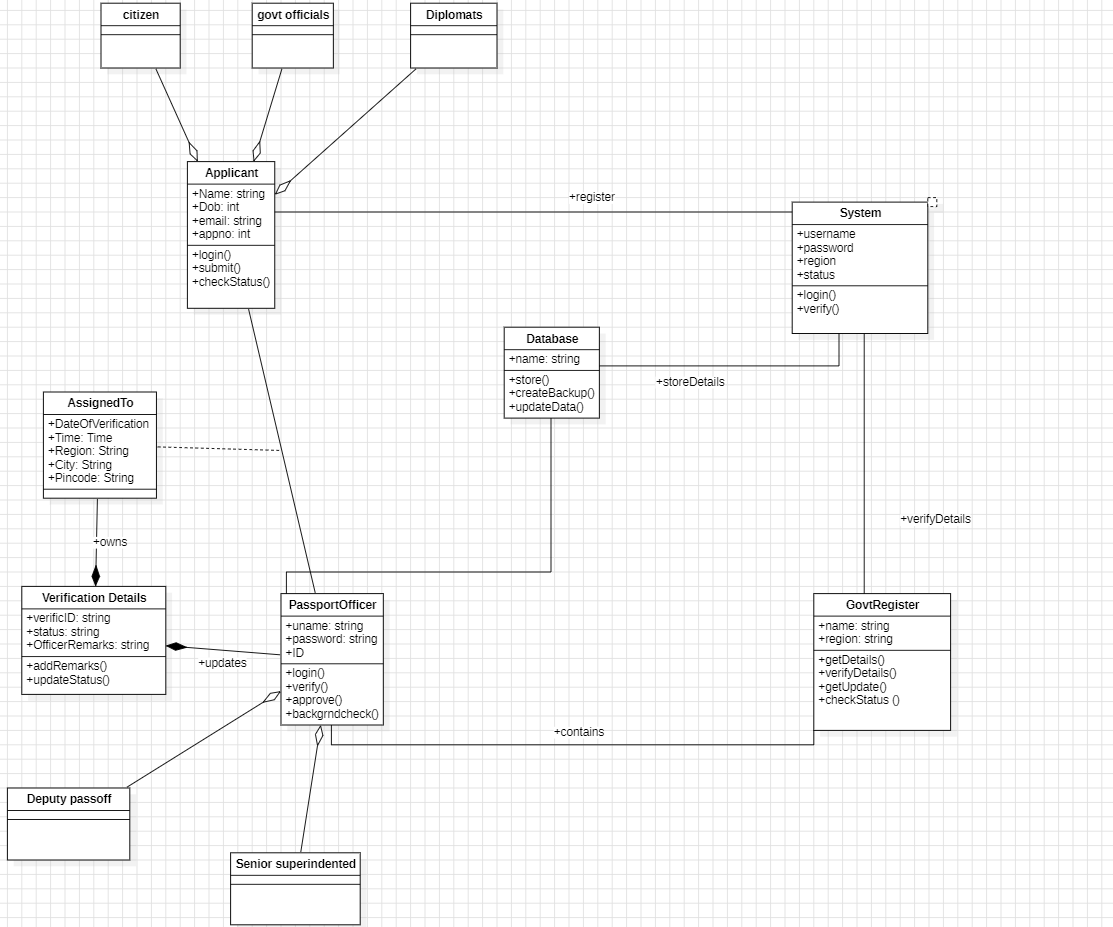 citizen
govt officials
Diplomats
Applicant
+Name: string
+Dob: int
+email: string
+appno: int
+login()
+submit()
+checkStatus()
+register
System
+username
+password
+region
+status
+login()
+verify()
Database
+name: string
+store()
+createBackup()
+updateData()
+storeDetails
AssignedTo
+DateOfVerification
+Time: Time
+Region: String
+City: String
+Pincode: String
+owns
+verifyDetails
Verification Details
+verificID: string
+status: string
+OfficerRemarks: string
+addRemarks()
+updateStatus()
+updates
PassportOfficer
+uname: string
+password: string
+ID
+login()
+verify()
+approve()
+backgrndcheck()
GovtRegister
+name: string
+region: string
+getDetails()
+verifyDetails()
+getUpdate()
+checkStatus ()
+contains
Deputy passoff
Senior superindented